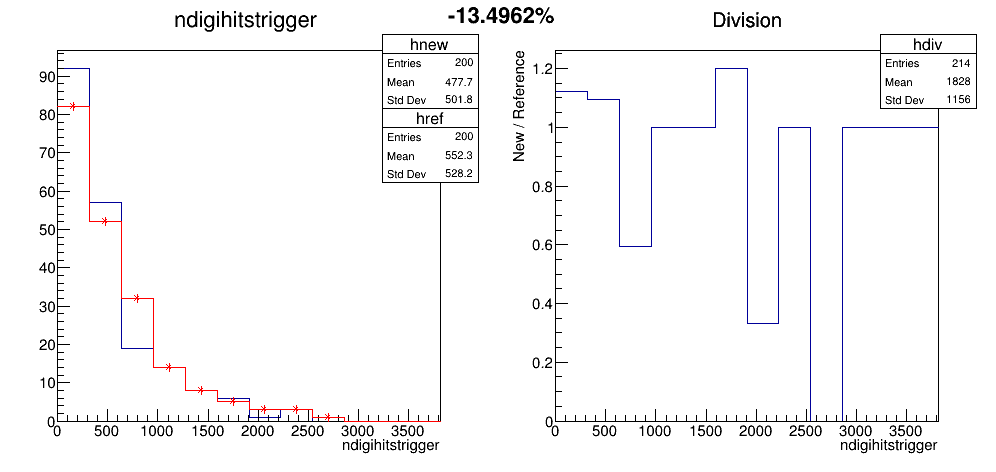 -13.4962%
ndigihitstrigger
hnew
Entries 200
Mean 477.7
Std Dev 501.8
href
Entries 200
Mean 552.3
Std Dev 528.2
90
80
70
60
50
40
30
20
10
0
0 500 1000 1500 2000 2500 3000 3500
ndigihitstrigger
Division
hdiv
Entries 214
Mean 1828
Std Dev 1156
New / Reference
1.2
1
0.8
0.6
0.4
0.2
0
0 500 1000 1500 2000 2500 3000 3500
ndigihitstrigger